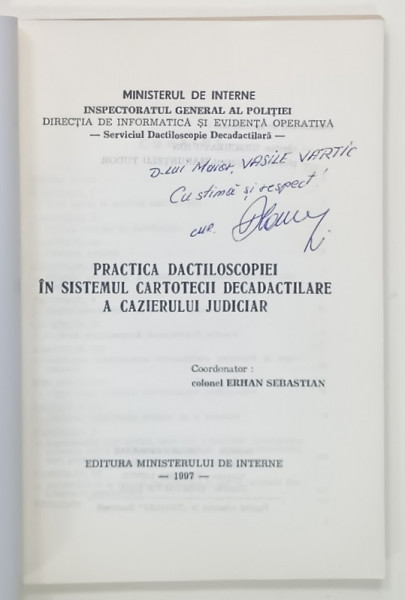 MINISTERUL DE INTERNE
INSPECTORATUL GENERAL AL POLIȚIEI
DIRECȚIA DE INFORMATICĂ ȘI EVIDENȚĂ OPERATIVĂ
— Serviciul Dactiloscopie Decadactilară —
D-lui Maior, VASILE VARTIC
Cu stimă și respect!
PRACTICA DACTILOSCOPIEI
ÎN SISTEMUL CARTOTECII DECADACTILARE
A CAZIERULUI JUDICIAR
Coordonator :
colonel ERHAN SEBASTIAN
EDITURA MINISTERULUI DE INTERNE
— 1997 —